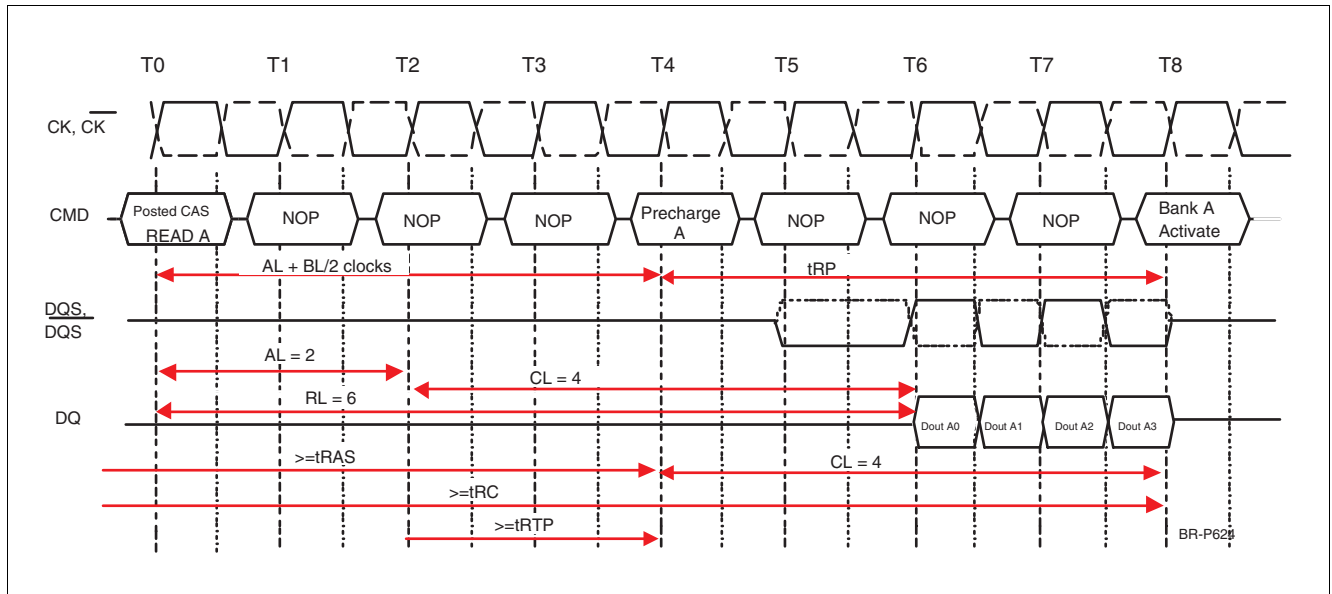 T0 T1 T2 T3 T4 T5 T6 T7 T8
CK, CK
CMD
Posted CAS
READ A
NOP
NOP
NOP
Precharge
A
NOP
NOP
NOP
Bank A
Activate
AL + BL/2 clocks
tRP
DQS,
DQS
AL = 2
CL = 4
RL = 6
DQ
Dout A0
Dout A1
Dout A2
Dout A3
>=tRAS
CL = 4
>=tRC
>=tRTP
BR-P624